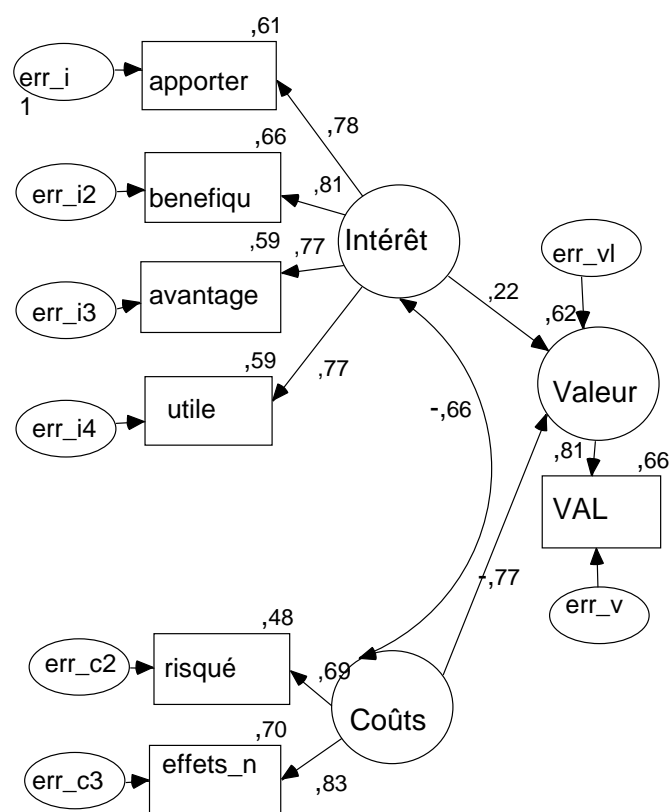 ,61
err_i
1
apporter
,78
,66
err_i2
benefiqu
,81
Intérêt
,59
,77
err_vl
err_i3
avantage
,22
,62
,59
,77
Valeur
err_i4
utile
-,66
,81
,66
VAL
-,77
err_v
,48
err_c2
risqué
,69
Coûts
,70
effets_n
err_c3
,83